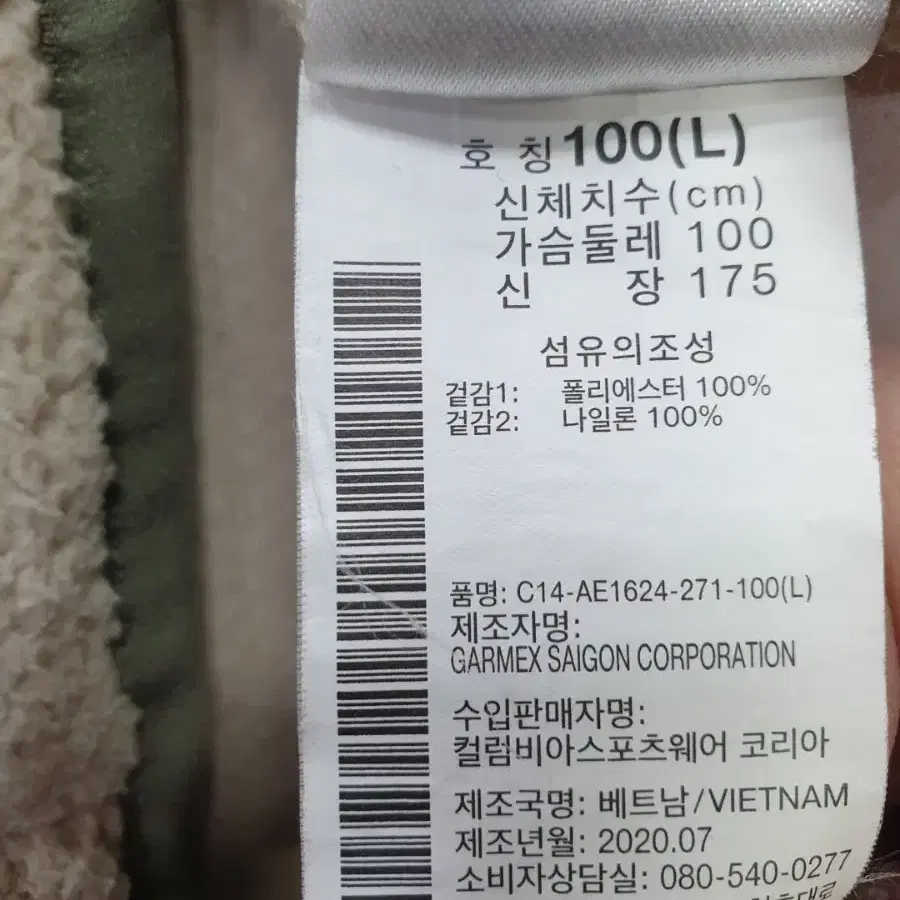 호 칭 100(L)
신체치수(cm)
가슴둘레 100
신 장 175
섬유의조성
겉감1: 폴리에스터 100%
겉감2: 나일론 100%
품명: C14-AE1624-271-100(L)
제조자명:
GARMEX SAIGON CORPORATION
수입판매자명:
컬럼비아스포츠웨어 코리아
제조국명: 베트남/VIETNAM
제조년월: 2020.07
소비자상담실: 080-540-0277